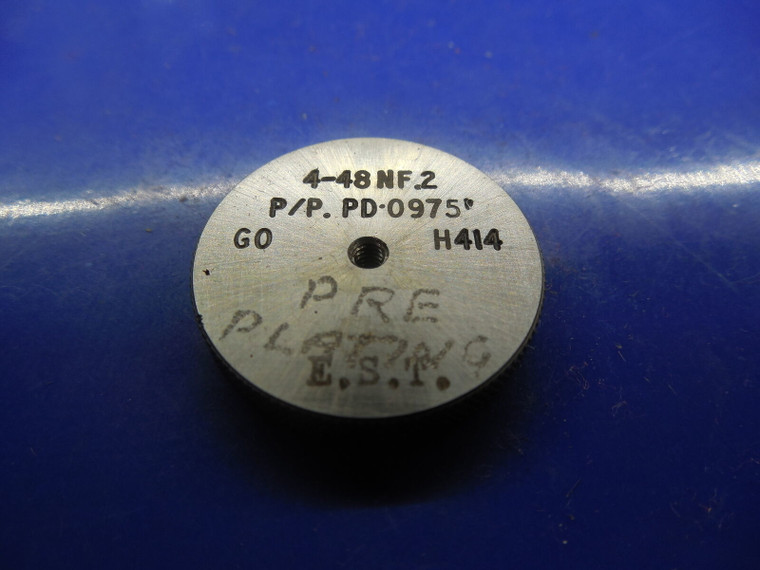 4-48 NF.2
P/P. PD.0975"
GO H414
PRE
PLATING
E.S.I.